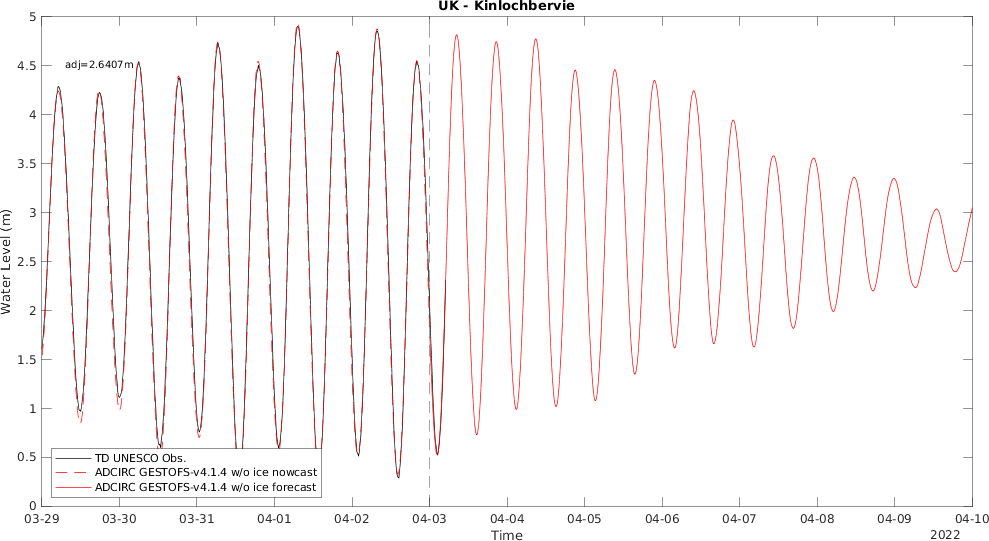 UK - Kinlochbervie
5
4.5
4
3.5
3
2.5
2
1.5
1
0.5
0
Water Level (m)
adj=2.6407m
TD UNESCO Obs.
ADCIRC GESTOFS-v4.1.4 w/o ice nowcast
ADCIRC GESTOFS-v4.1.4 w/o ice forecast
03-29 03-30 03-31 04-01 04-02 04-03 04-04 04-05 04-06 04-07 04-08 04-09 04-10
Time
2022